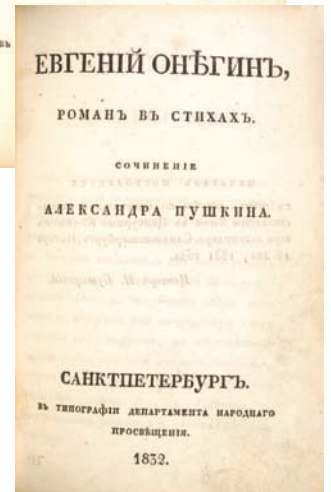 ЕВГЕНІЙ ОНѢГИНЪ,
РОМАНЪ ВЪ СТИХАХЪ.
СОЧИНЕНІЕ
АЛЕКСАНДРА ПУШКИНА.
САНКТПЕТЕРБУРГЪ.
ВЪ ТИПОГРАФІИ ДЕПАРТАМЕНТА НАРОДНАГО
ПРОСВѢЩЕНІЯ.
1832.